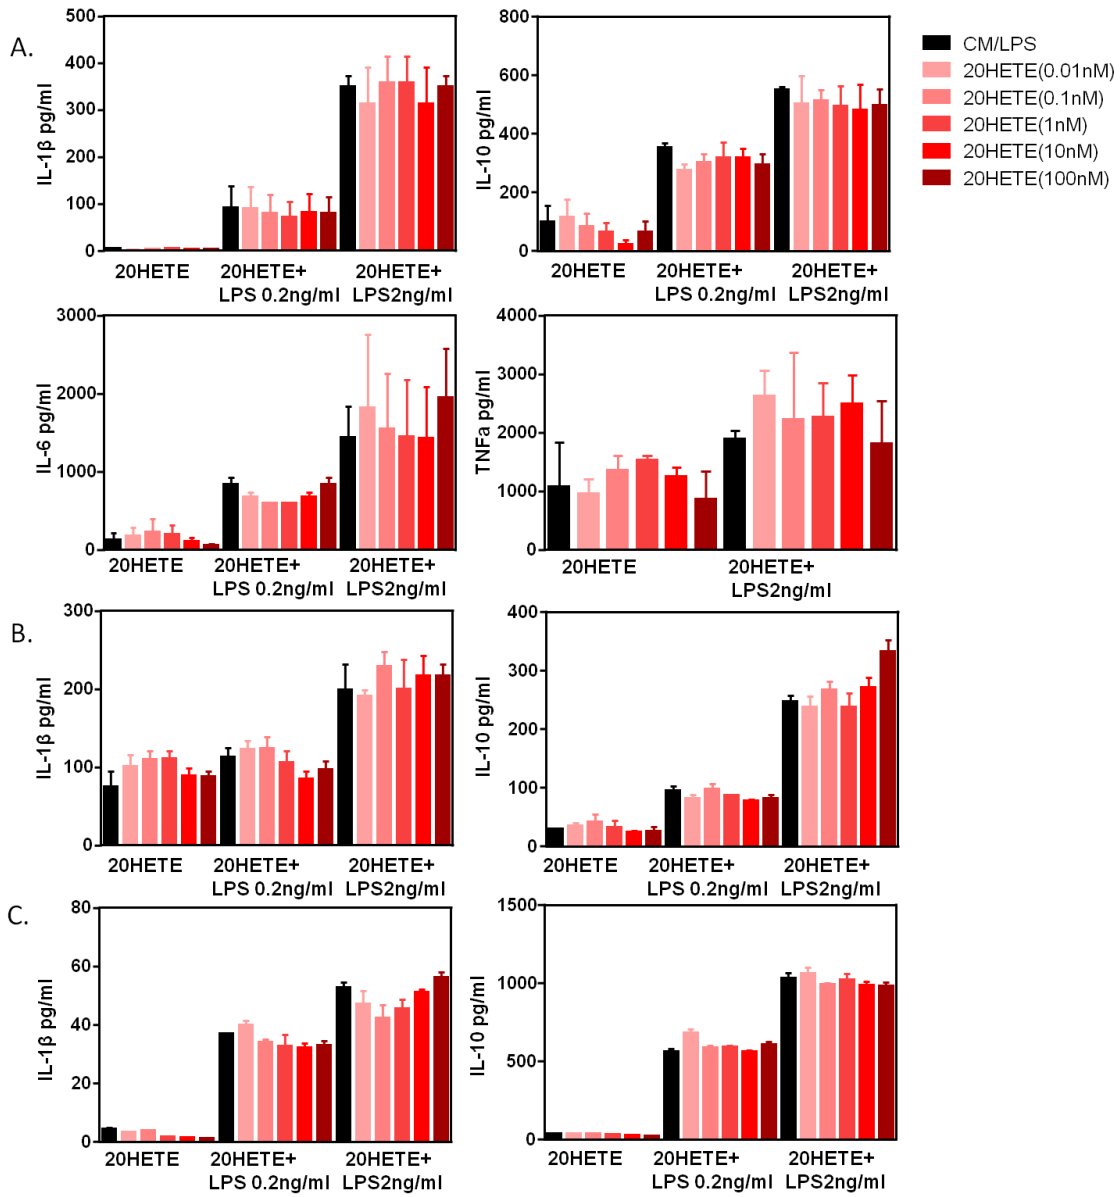 A.
IL-1β pg/ml
500
400
300
200
100
0
20HETE
20HETE+
LPS 0.2ng/ml
20HETE+
LPS2ng/ml
IL-10 pg/ml
800
600
400
200
0
20HETE
20HETE+
LPS 0.2ng/ml
20HETE+
LPS2ng/ml
CM/LPS
20HETE(0.01nM)
20HETE(0.1nM)
20HETE(1nM)
20HETE(10nM)
20HETE(100nM)
IL-6 pg/ml
3000
2000
1000
0
20HETE
20HETE+
LPS 0.2ng/ml
20HETE+
LPS2ng/ml
TNFa pg/ml
4000
3000
2000
1000
0
20HETE
20HETE+
LPS2ng/ml
B.
IL-1β pg/ml
300
200
100
0
20HETE
20HETE+
LPS 0.2ng/ml
20HETE+
LPS2ng/ml
IL-10 pg/ml
400
300
200
100
0
20HETE
20HETE+
LPS 0.2ng/ml
20HETE+
LPS2ng/ml
C.
IL-1β pg/ml
80
60
40
20
0
20HETE
20HETE+
LPS 0.2ng/ml
20HETE+
LPS2ng/ml
IL-10 pg/ml
1500
1000
500
0
20HETE
20HETE+
LPS 0.2ng/ml
20HETE+
LPS2ng/ml